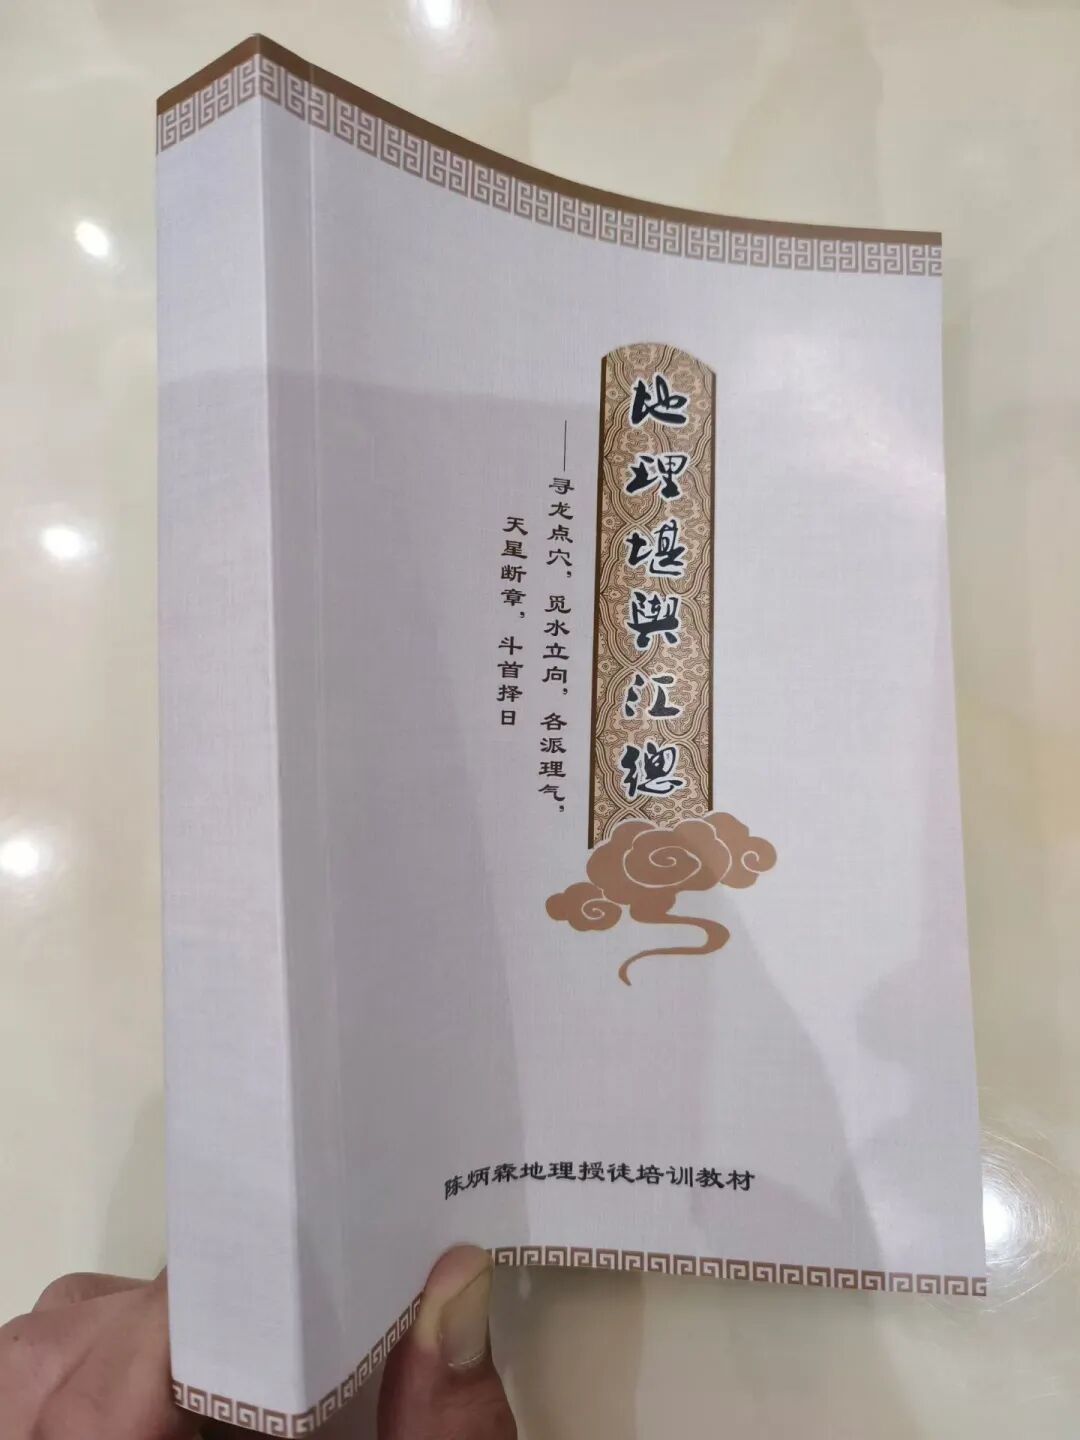 地理堪舆汇總
——寻龙点穴，觅水立向，各派理气，
天星断章，斗首择日
陈炳森地理授徒培训教材